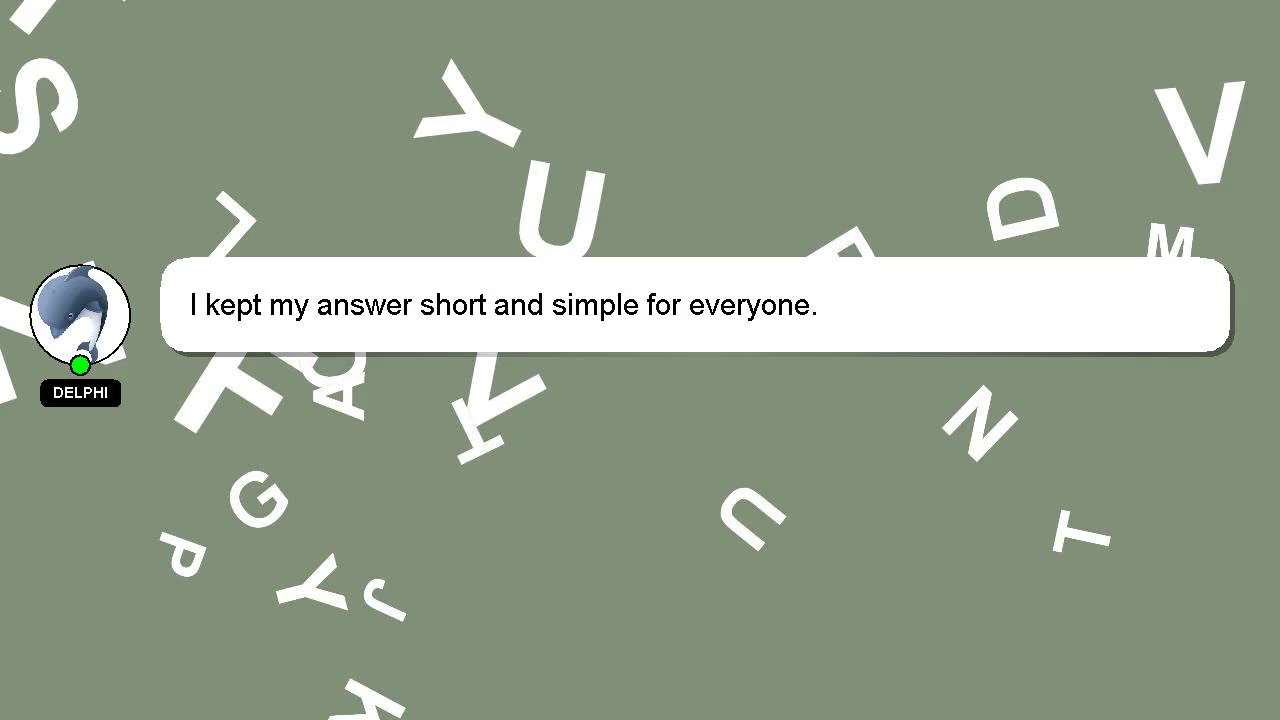 I kept my answer short and simple for everyone.
DELPHI
S
Y
U
V
D
M
L
T
A
G
P
Y
J
U
N
T
K